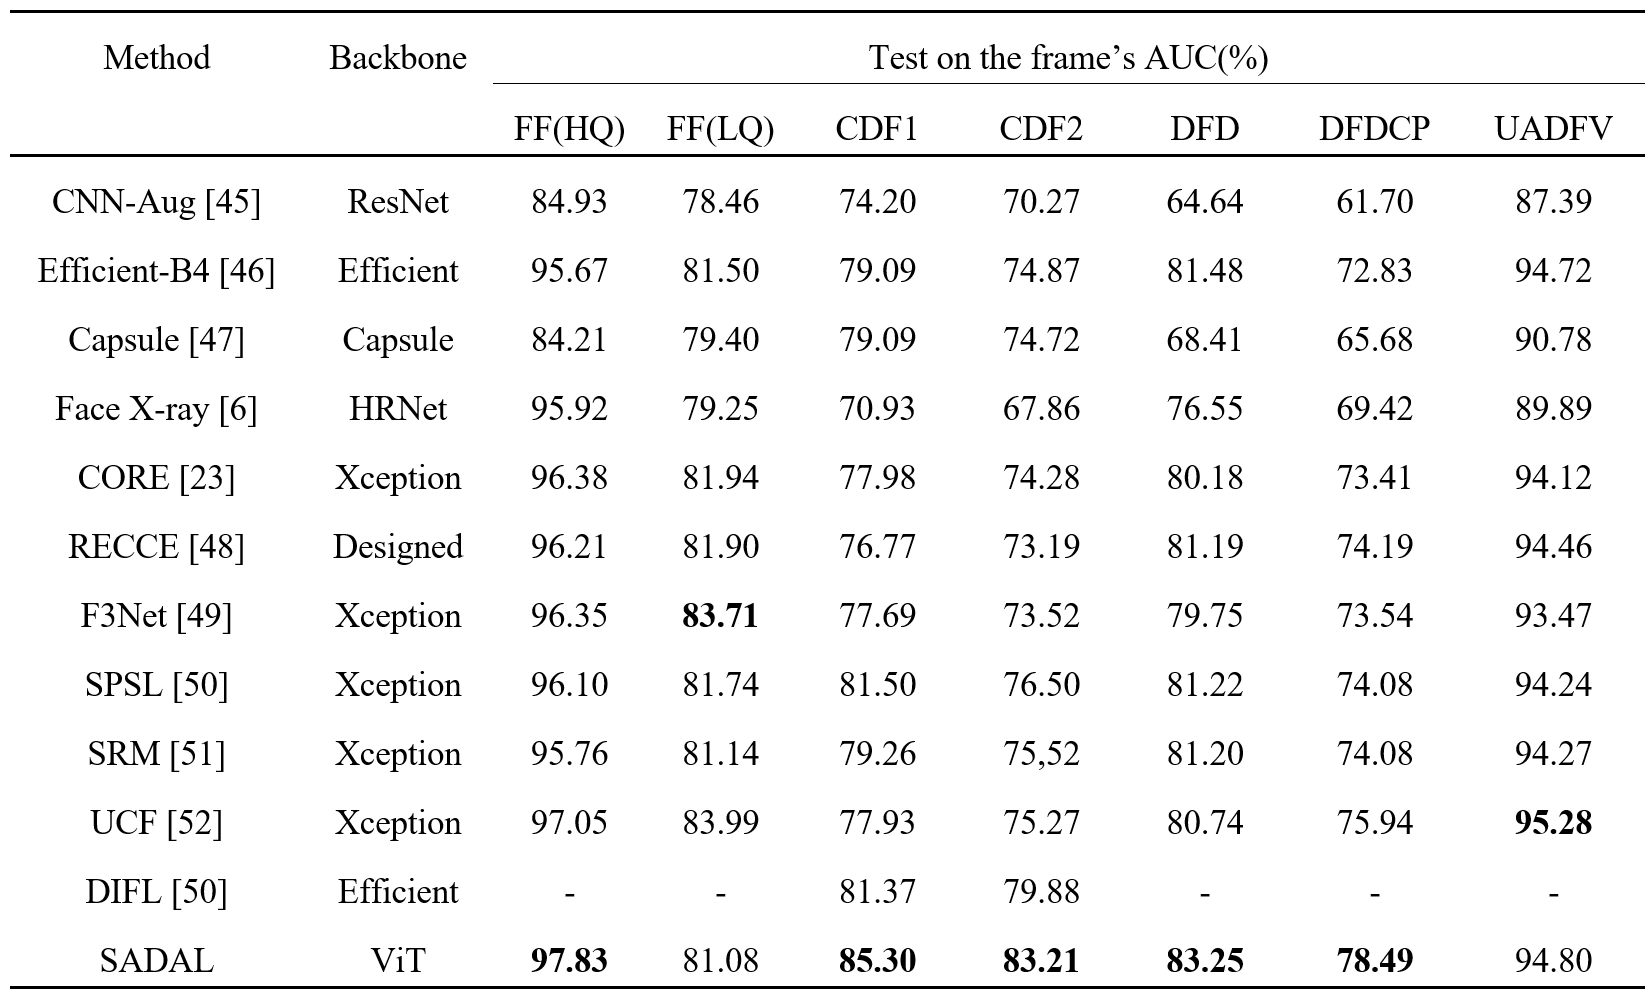 Method Backbone Test on the frame’s AUC(%)
FF(HQ) FF(LQ) CDF1 CDF2 DFD DFDCP UADFV
CNN-Aug [45] ResNet 84.93 78.46 74.20 70.27 64.64 61.70 87.39
Efficient-B4 [46] Efficient 95.67 81.50 79.09 74.87 81.48 72.83 94.72
Capsule [47] Capsule 84.21 79.40 79.09 74.72 68.41 65.68 90.78
Face X-ray [6] HRNet 95.92 79.25 70.93 67.86 76.55 69.42 89.89
CORE [23] Xception 96.38 81.94 77.98 74.28 80.18 73.41 94.12
RECCE [48] Designed 96.21 81.90 76.77 73.19 81.19 74.19 94.46
F3Net [49] Xception 96.35 83.71 77.69 73.52 79.75 73.54 93.47
SPSL [50] Xception 96.10 81.74 81.50 76.50 81.22 74.08 94.24
SRM [51] Xception 95.76 81.14 79.26 75,52 81.20 74.08 94.27
UCF [52] Xception 97.05 83.99 77.93 75.27 80.74 75.94 95.28
DIFL [50] Efficient - - 81.37 79.88 - - -
SADAL ViT 97.83 81.08 85.30 83.21 83.25 78.49 94.80